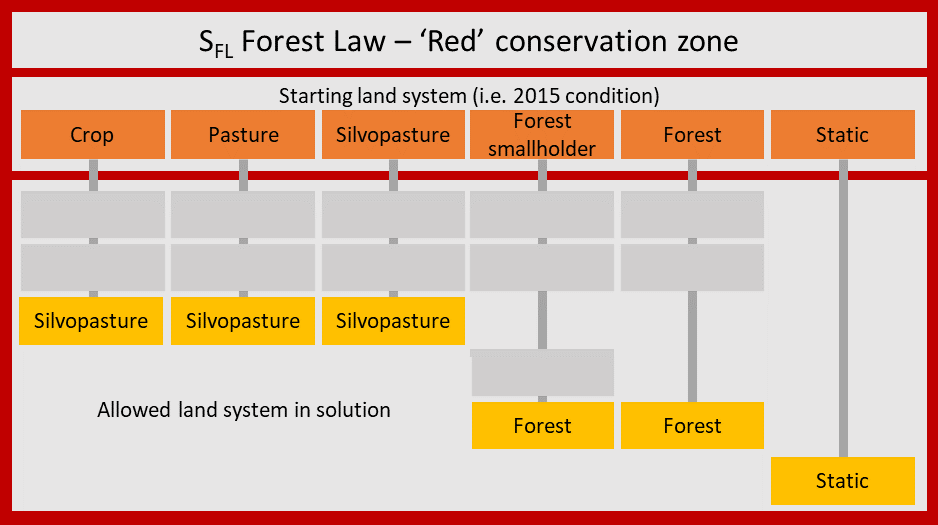 SFL Forest Law – ‘Red’ conservation zone
Starting land system (i.e. 2015 condition)
Crop
Pasture
Silvopasture
Forest
smallholder
Forest
Static
Silvopasture
Silvopasture
Silvopasture
Allowed land system in solution
Forest
Forest
Static